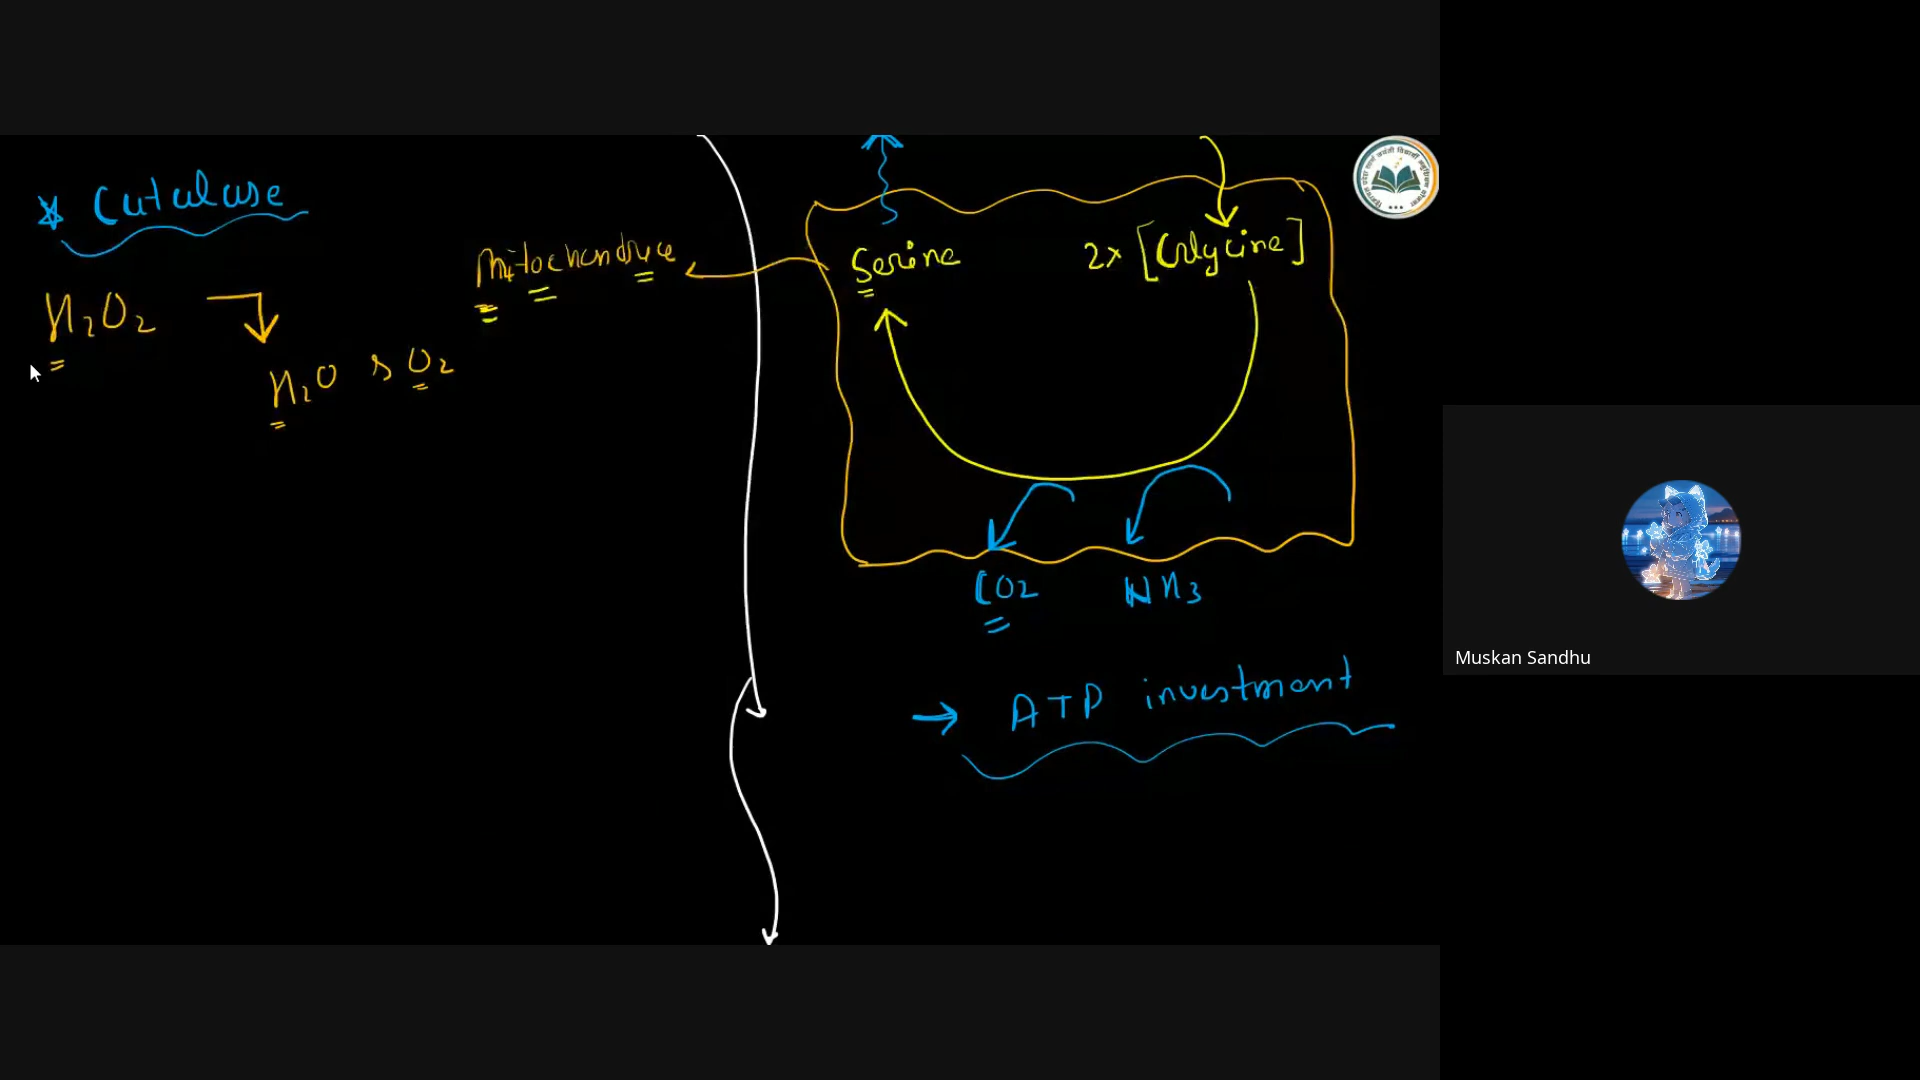 * Catalase
H₂O₂
H₂O & O₂
Mitochondria
Serine 2x [Glycine]
CO₂ NH₃
→ ATP investment
Muskan Sandhu